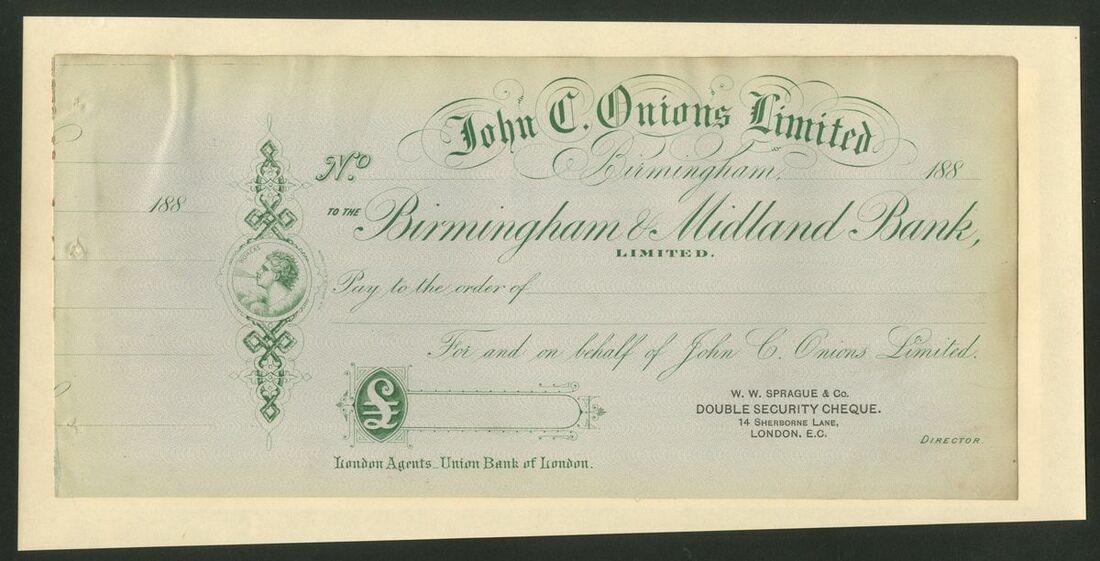 John C. Onions Limited
Birmingham, 188
188
No
TO THE Birmingham & Midland Bank,
LIMITED.
BOREAS
Pay to the order of
For and on behalf of John C. Onions Limited.
£
W. W. SPRAGUE & Co.
DOUBLE SECURITY CHEQUE.
14 SHERBORNE LANE,
LONDON, E.C.
DIRECTOR.
London Agents_Union Bank of London.